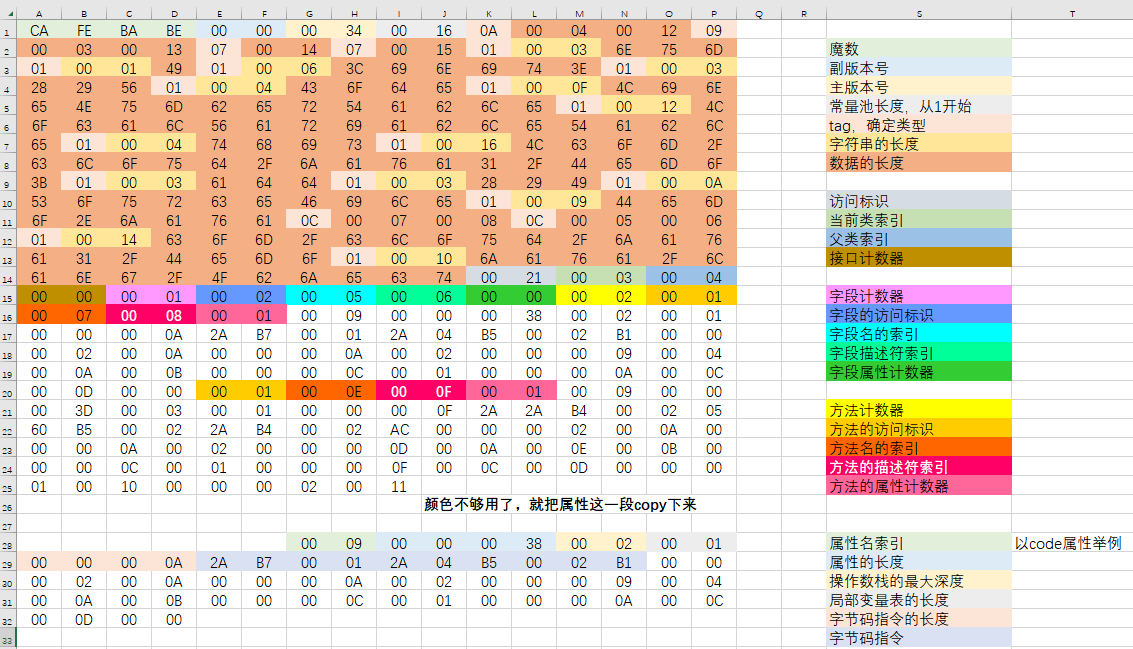 A B C D E F G H I J K L M N O P Q R S T
1 CA FE BA BE 00 00 00 34 00 16 0A 00 04 00 12 09
2 00 03 00 13 07 00 14 07 00 15 01 00 03 6E 75 6D 魔数
3 01 00 01 49 01 00 06 3C 69 6E 69 74 3E 01 00 03 副版本号
4 28 29 56 01 00 04 43 6F 64 65 01 00 0F 4C 69 6E 主版本号
5 65 4E 75 6D 62 65 72 54 61 62 6C 65 01 00 12 4C 常量池长度，从1开始
6 6F 63 61 6C 56 61 72 69 61 62 6C 65 54 61 62 6C tag，确定类型
7 65 01 00 04 74 68 69 73 01 00 16 4C 63 6F 6D 2F 字符串的长度
8 63 6C 6F 75 64 2F 6A 61 76 61 31 2F 44 65 6D 6F 数据的长度
9 3B 01 00 03 61 64 64 01 00 03 28 29 49 01 00 0A
10 53 6F 75 72 63 65 46 69 6C 65 01 00 09 44 65 6D 访问标识
11 6F 2E 6A 61 76 61 0C 00 07 00 08 0C 00 05 00 06 当前类索引
12 01 00 14 63 6F 6D 2F 63 6C 6F 75 64 2F 6A 61 76 父类索引
13 61 31 2F 44 65 6D 6F 01 00 10 6A 61 76 61 2F 6C 接口计数器
14 61 6E 67 2F 4F 62 6A 65 63 74 00 21 00 03 00 04
15 00 00 00 01 00 02 00 05 00 06 00 00 00 02 00 01 字段计数器
16 00 07 00 08 00 01 00 09 00 00 00 38 00 02 00 01 字段的访问标识
17 00 00 00 0A 2A B7 00 01 2A 04 B5 00 02 B1 00 00 字段名的索引
18 00 02 00 0A 00 00 00 0A 00 02 00 00 00 09 00 04 字段描述符索引
19 00 0A 00 0B 00 00 00 0C 00 01 00 00 00 0A 00 0C 字段属性计数器
20 00 0D 00 00 00 01 00 0E 00 0F 00 01 00 09 00 00
21 00 3D 00 03 00 01 00 00 00 0F 2A 2A B4 00 02 05 方法计数器
22 60 B5 00 02 2A B4 00 02 AC 00 00 00 02 00 0A 00 方法的访问标识
23 00 00 0A 00 02 00 00 00 0D 00 0A 00 0E 00 0B 00 方法名的索引
24 00 00 0C 00 01 00 00 00 0F 00 0C 00 0D 00 00 00 方法的描述符索引
25 01 00 10 00 00 00 02 00 11 方法的属性计数器
26 颜色不够用了，就把属性这一段copy下来
27
28 00 09 00 00 00 38 00 02 00 01 属性名索引 以code属性举例
29 00 00 00 0A 2A B7 00 01 2A 04 B5 00 02 B1 00 00 属性的长度
30 00 02 00 0A 00 00 00 0A 00 02 00 00 00 09 00 04 操作数栈的最大深度
31 00 0A 00 0B 00 00 00 0C 00 01 00 00 00 0A 00 0C 局部变量表的长度
32 00 0D 00 00 字节码指令的长度
33 字节码指令